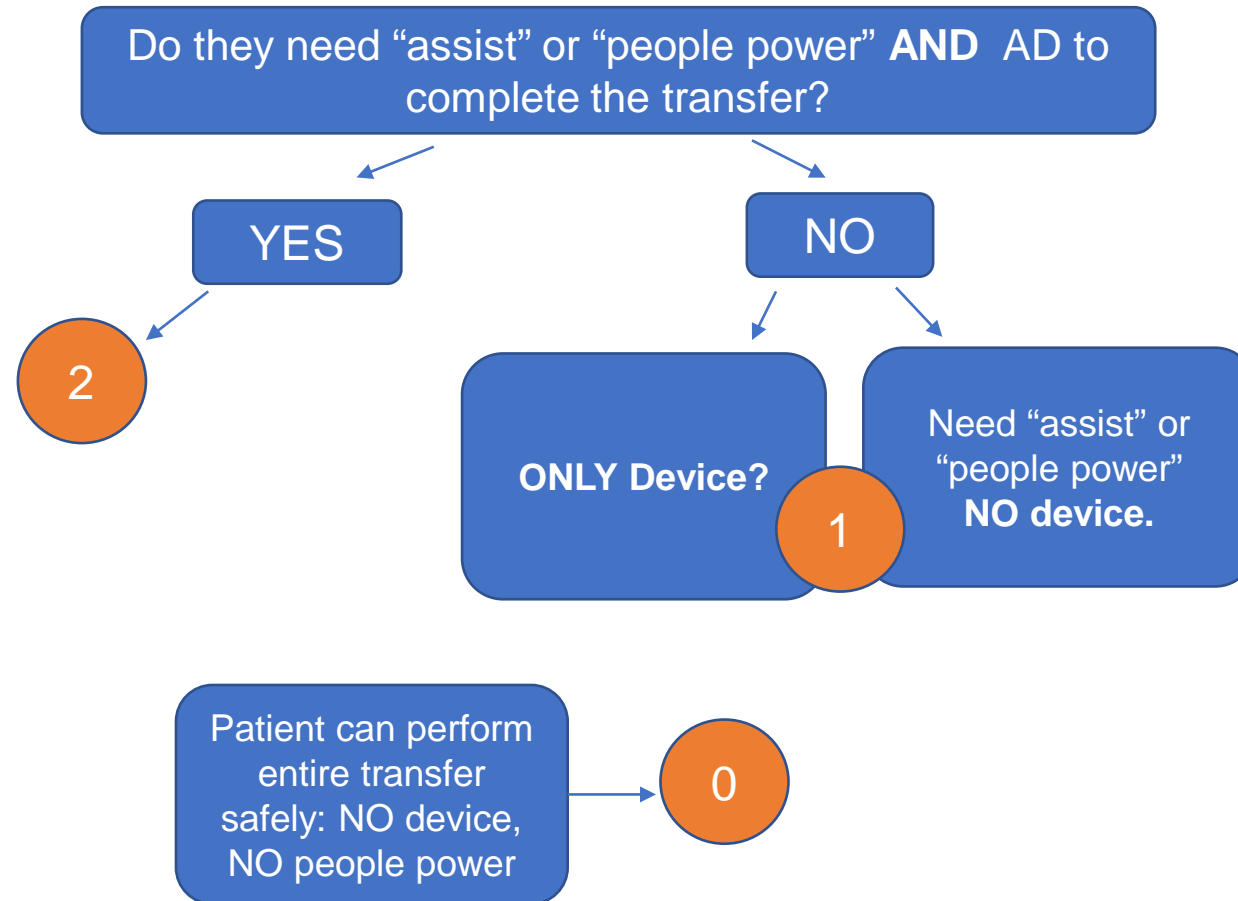 Do they need “assist” or “people power” AND AD to
complete the transfer?
YES
NO
2
ONLY Device?
1
Need “assist” or
“people power”
NO device.
Patient can perform
entire transfer
safely: NO device,
NO people power
0